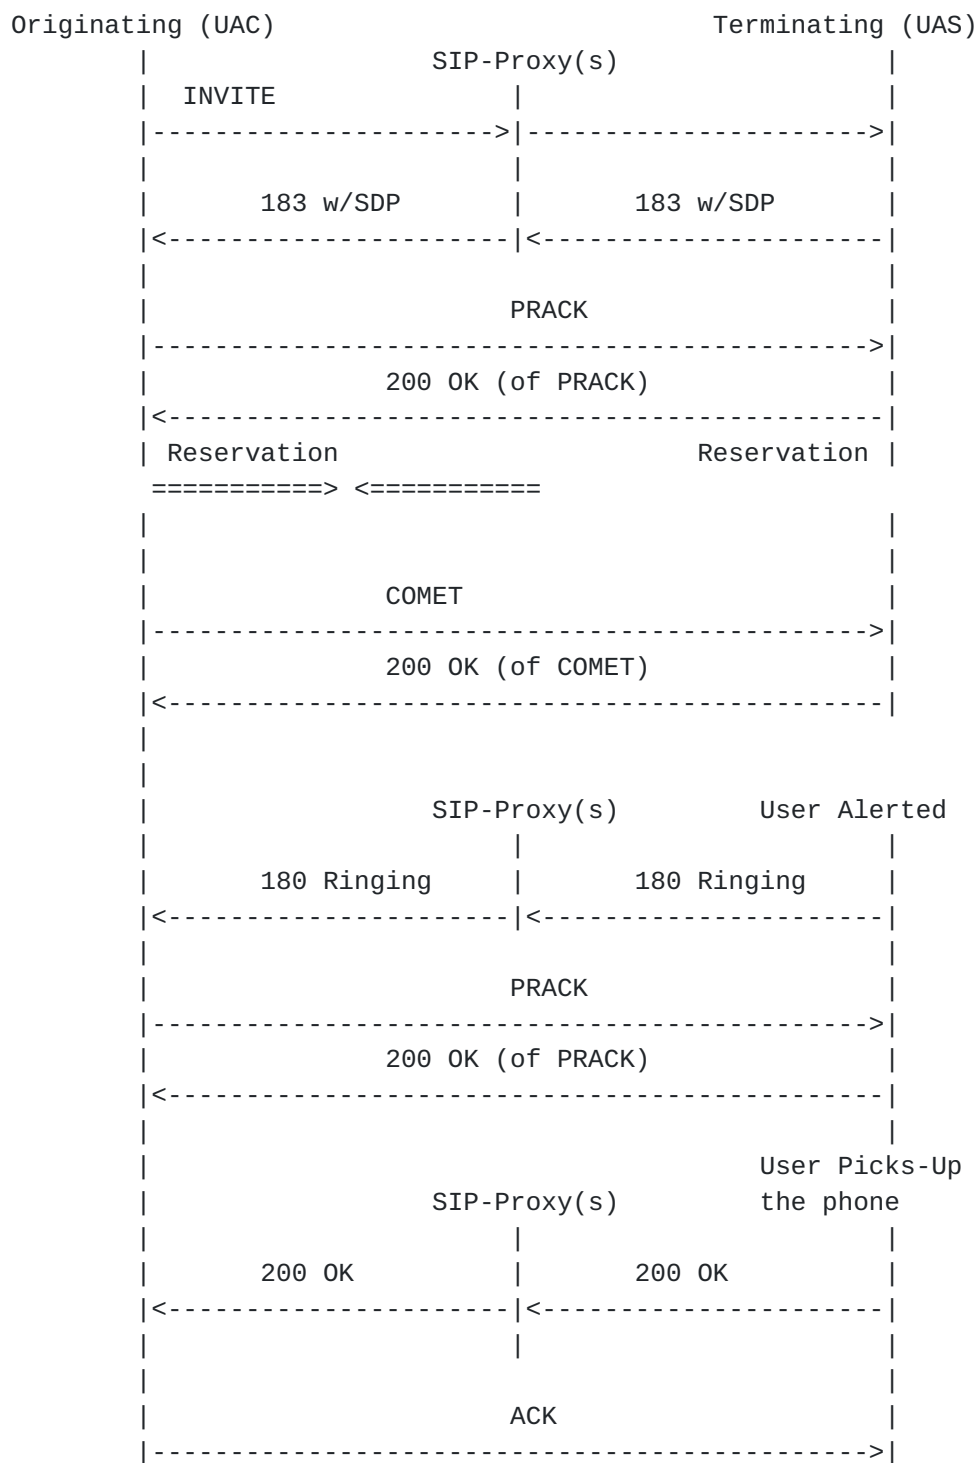 Originating (UAC)                            Terminating (UAS)
        |                  SIP-Proxy(s)                 |
        |  INVITE               |                       |
        |---------------------->|---------------------->|
        |                       |                       |
        |       183 w/SDP       |       183 w/SDP       |
        |<----------------------|<----------------------|
        |                                               |
        |                       PRACK                   |
        |---------------------------------------------->|
        |               200 OK (of PRACK)               |
        |<----------------------------------------------|
        | Reservation                       Reservation |
         ===========> <===========
        |                                               |
        |                                               |
        |               COMET                           |
        |---------------------------------------------->|
        |               200 OK (of COMET)               |
        |<----------------------------------------------|
        |
        |
        |                  SIP-Proxy(s)         User Alerted
        |                       |                       |
        |       180 Ringing     |       180 Ringing     |
        |<----------------------|<----------------------|
        |                                               |
        |                       PRACK                   |
        |---------------------------------------------->|
        |               200 OK (of PRACK)               |
        |<----------------------------------------------|
        |                                               |
        |                                       User Picks-Up
        |                  SIP-Proxy(s)         the phone
        |                       |                       |
        |       200 OK          |       200 OK          |
        |<----------------------|<----------------------|
        |                       |                       |
        |                                               |
        |                       ACK                     |
        |---------------------------------------------->|